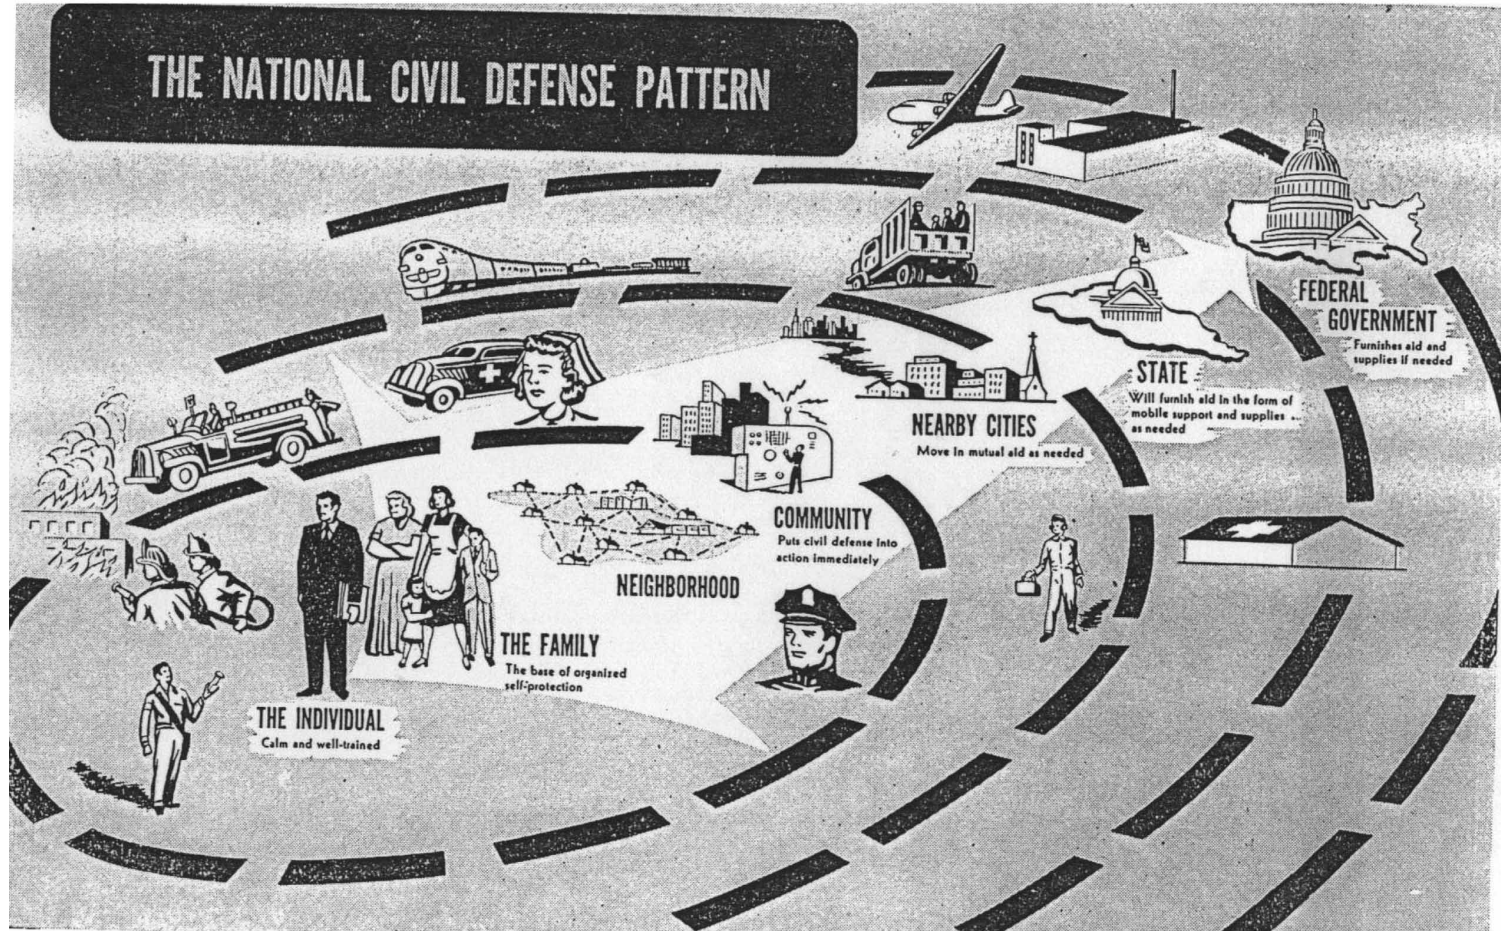 THE NATIONAL CIVIL DEFENSE PATTERN
FEDERAL
GOVERNMENT
Furnishes aid and
supplies if needed
STATE
Will furnish aid in the form of
mobile support and supplies ...
as needed
NEARBY CITIES
Move in mutual aid as needed
COMMUNITY
Puts civil defense into
action immediately
NEIGHBORHOOD
THE FAMILY
The base of organized
self-protection
THE INDIVIDUAL
Calm and well-trained